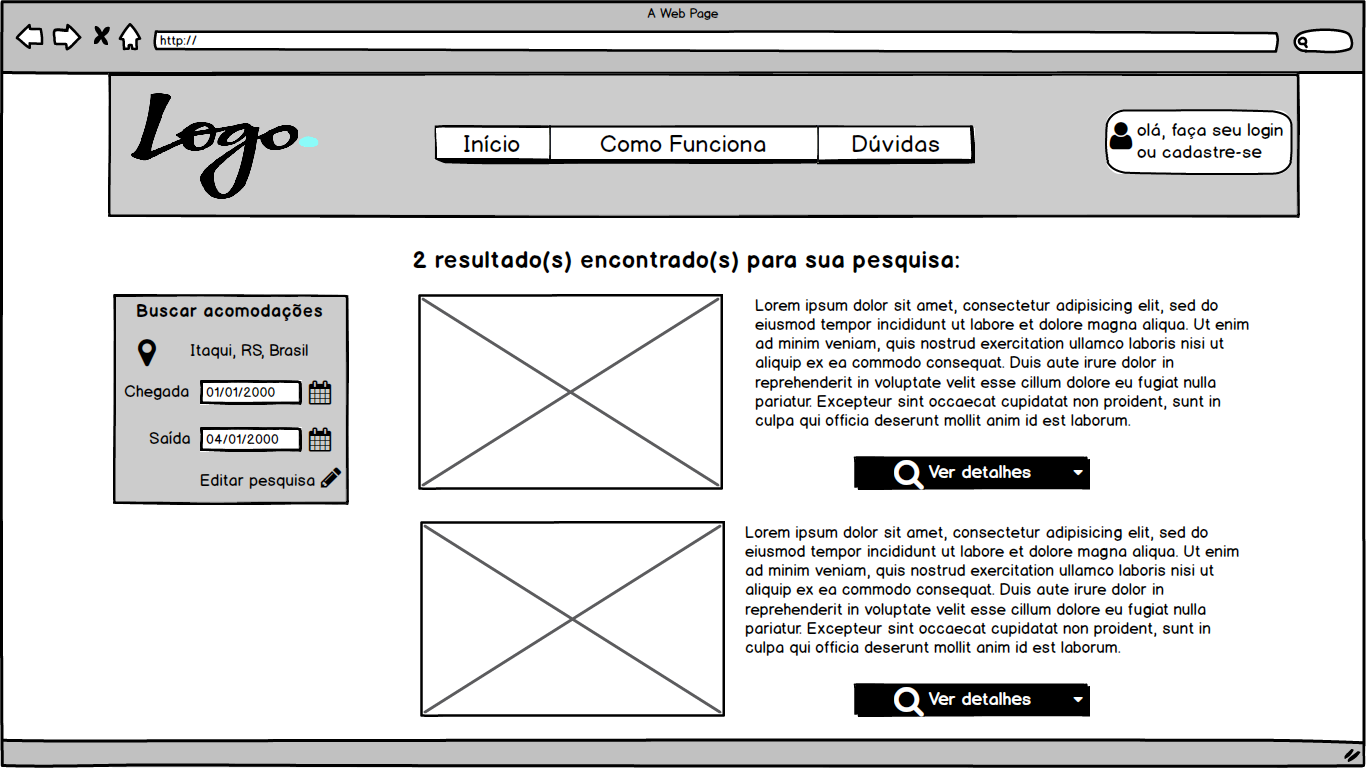 A Web Page
http://
Logo
Início
Como Funciona
Dúvidas
olá, faça seu login
ou cadastre-se
2 resultado(s) encontrado(s) para sua pesquisa:
Buscar acomodações
Itaqui, RS, Brasil
Chegada 01/01/2000
Saída 04/01/2000
Editar pesquisa
Lorem ipsum dolor sit amet, consectetur adipisicing elit, sed do
eiusmod tempor incididunt ut labore et dolore magna aliqua. Ut enim
ad minim veniam, quis nostrud exercitation ullamco laboris nisi ut
aliquip ex ea commodo consequat. Duis aute irure dolor in
reprehenderit in voluptate velit esse cillum dolore eu fugiat nulla
pariatur. Excepteur sint occaecat cupidatat non proident, sunt in
culpa qui officia deserunt mollit anim id est laborum.
Ver detalhes
Lorem ipsum dolor sit amet, consectetur adipisicing elit, sed do
eiusmod tempor incididunt ut labore et dolore magna aliqua. Ut enim
ad minim veniam, quis nostrud exercitation ullamco laboris nisi ut
aliquip ex ea commodo consequat. Duis aute irure dolor in
reprehenderit in voluptate velit esse cillum dolore eu fugiat nulla
pariatur. Excepteur sint occaecat cupidatat non proident, sunt in
culpa qui officia deserunt mollit anim id est laborum.
Ver detalhes